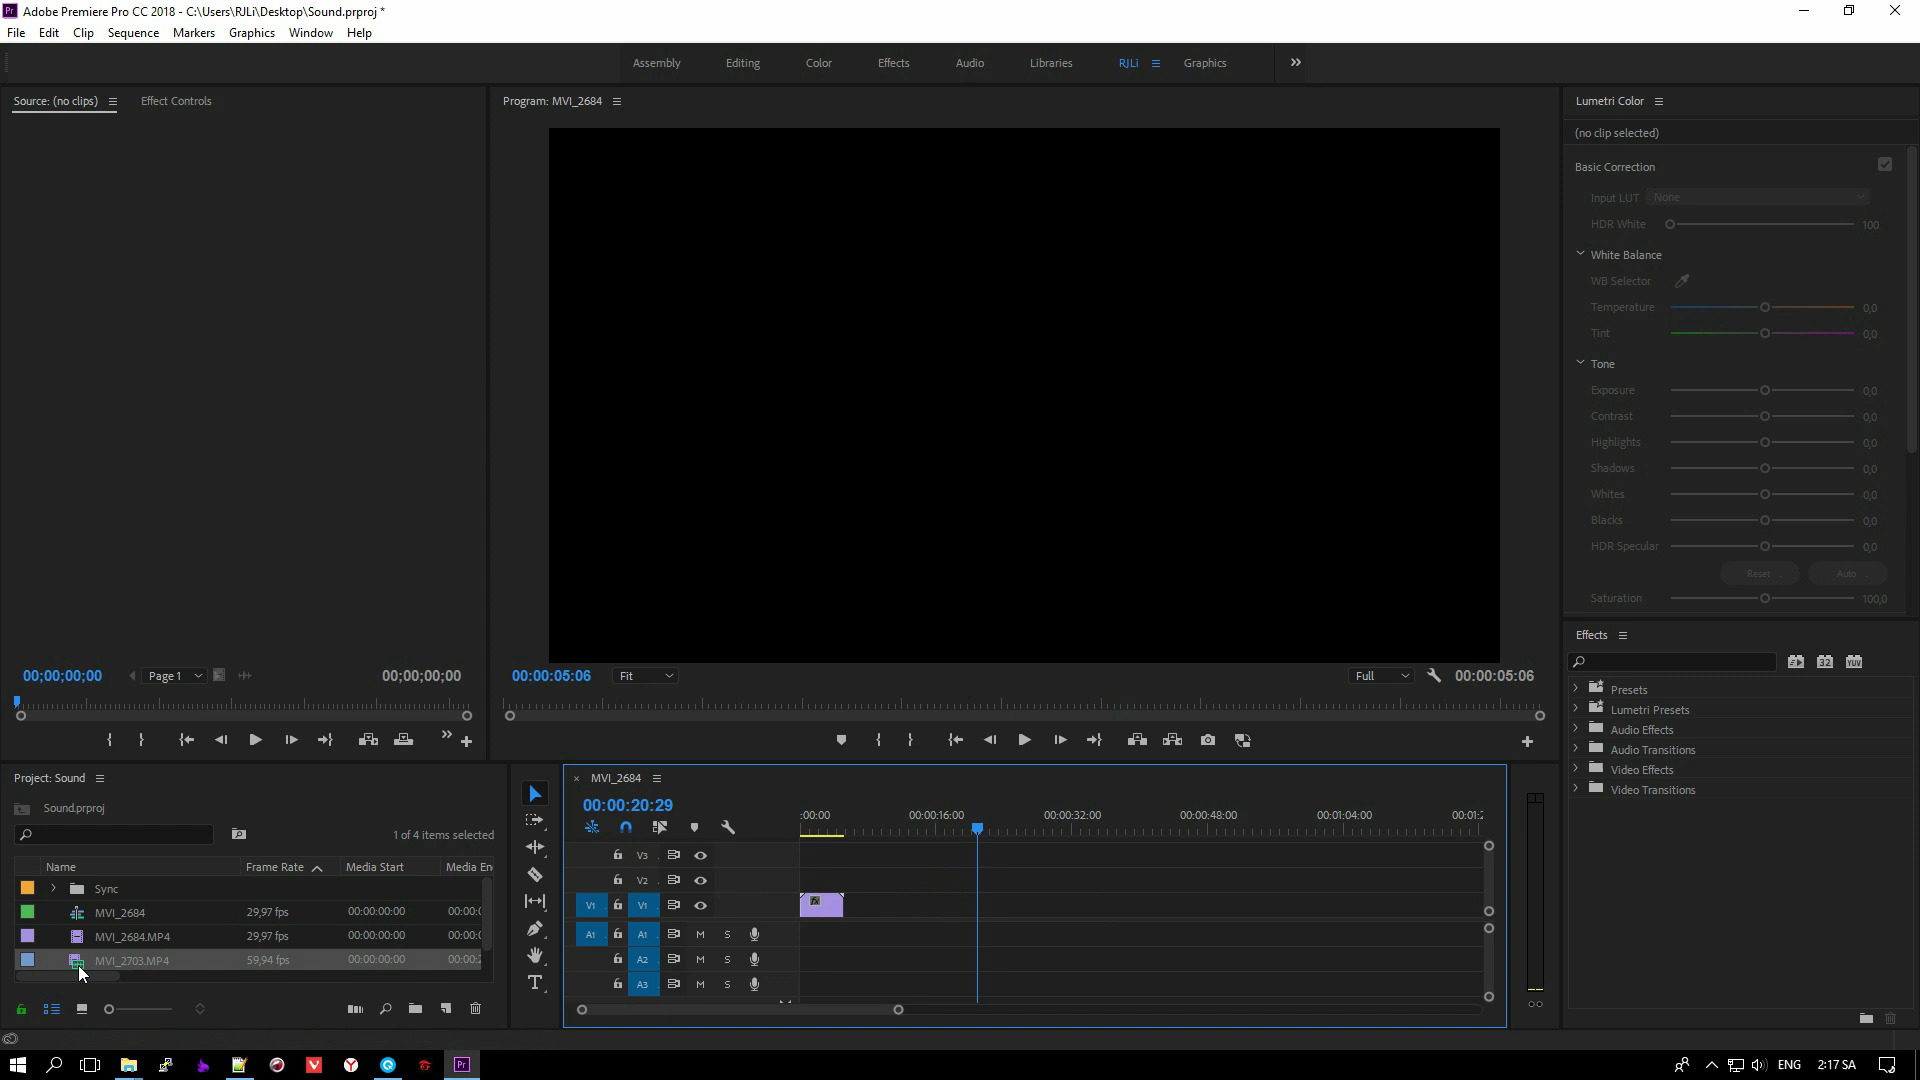 Adobe Premiere Pro CC 2018 - C:\Users\RJLi\Desktop\Sound.prproj *
File Edit Clip Sequence Markers Graphics Window Help
Assembly Editing Color Effects Audio Libraries RJLi Graphics
Source: (no clips) Effect Controls
Program: MVI_2684
Lumetri Color
(no clip selected)
Basic Correction
Input LUT None
HDR White 100
White Balance
WB Selector
Temperature 0,0
Tint 0,0
Tone
Exposure 0,0
Contrast 0,0
Highlights 0,0
Shadows 0,0
Whites 0,0
Blacks 0,0
HDR Specular 0,0
Reset Auto
Saturation 100,0
00;00;00;00 Page 1 00;00;00;00
00:00:05:06 Fit Full 00:00:05:06
Effects
32 YUV
Presets
Lumetri Presets
Audio Effects
Audio Transitions
Video Effects
Video Transitions
Project: Sound
Sound.prproj
1 of 4 items selected
Name Frame Rate Media Start Media En
Sync
MVI_2684 29,97 fps 00:00:00:00 00:00:(
MVI_2684.MP4 29,97 fps 00:00:00:00 00:00:(
MVI_2703.MP4 59,94 fps 00:00:00:00 00:00:2
MVI_2684
00:00:20:29
:00:00 00:00:16:00 00:00:32:00 00:00:48:00 00:01:04:00 00:01:2
V3
V2
V1 V1 fx
A1 A1 M S
A2 M S
A3 M S
ENG 2:17 SA